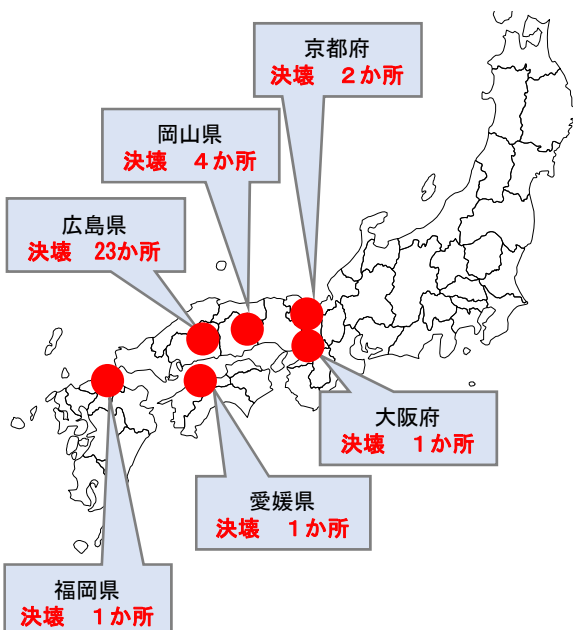 京都府
決壊　２か所
岡山県
決壊　４か所
広島県
決壊　23か所
大阪府
決壊　１か所
愛媛県
決壊　１か所
福岡県
決壊　１か所